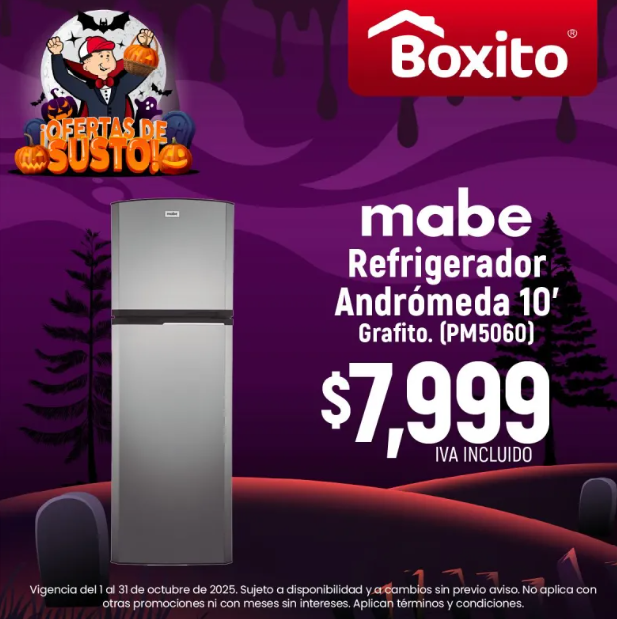 ¡OFERTAS DE
SUSTO!
Boxito®
mabe
mabe
Refrigerador
Andrómeda 10'
Grafito. (PM5060)
$7,999
IVA INCLUIDO
Vigencia del 1 al 31 de octubre de 2025. Sujeto a disponibilidad y a cambios sin previo aviso. No aplica con
otras promociones ni con meses sin intereses. Aplican términos y condiciones.